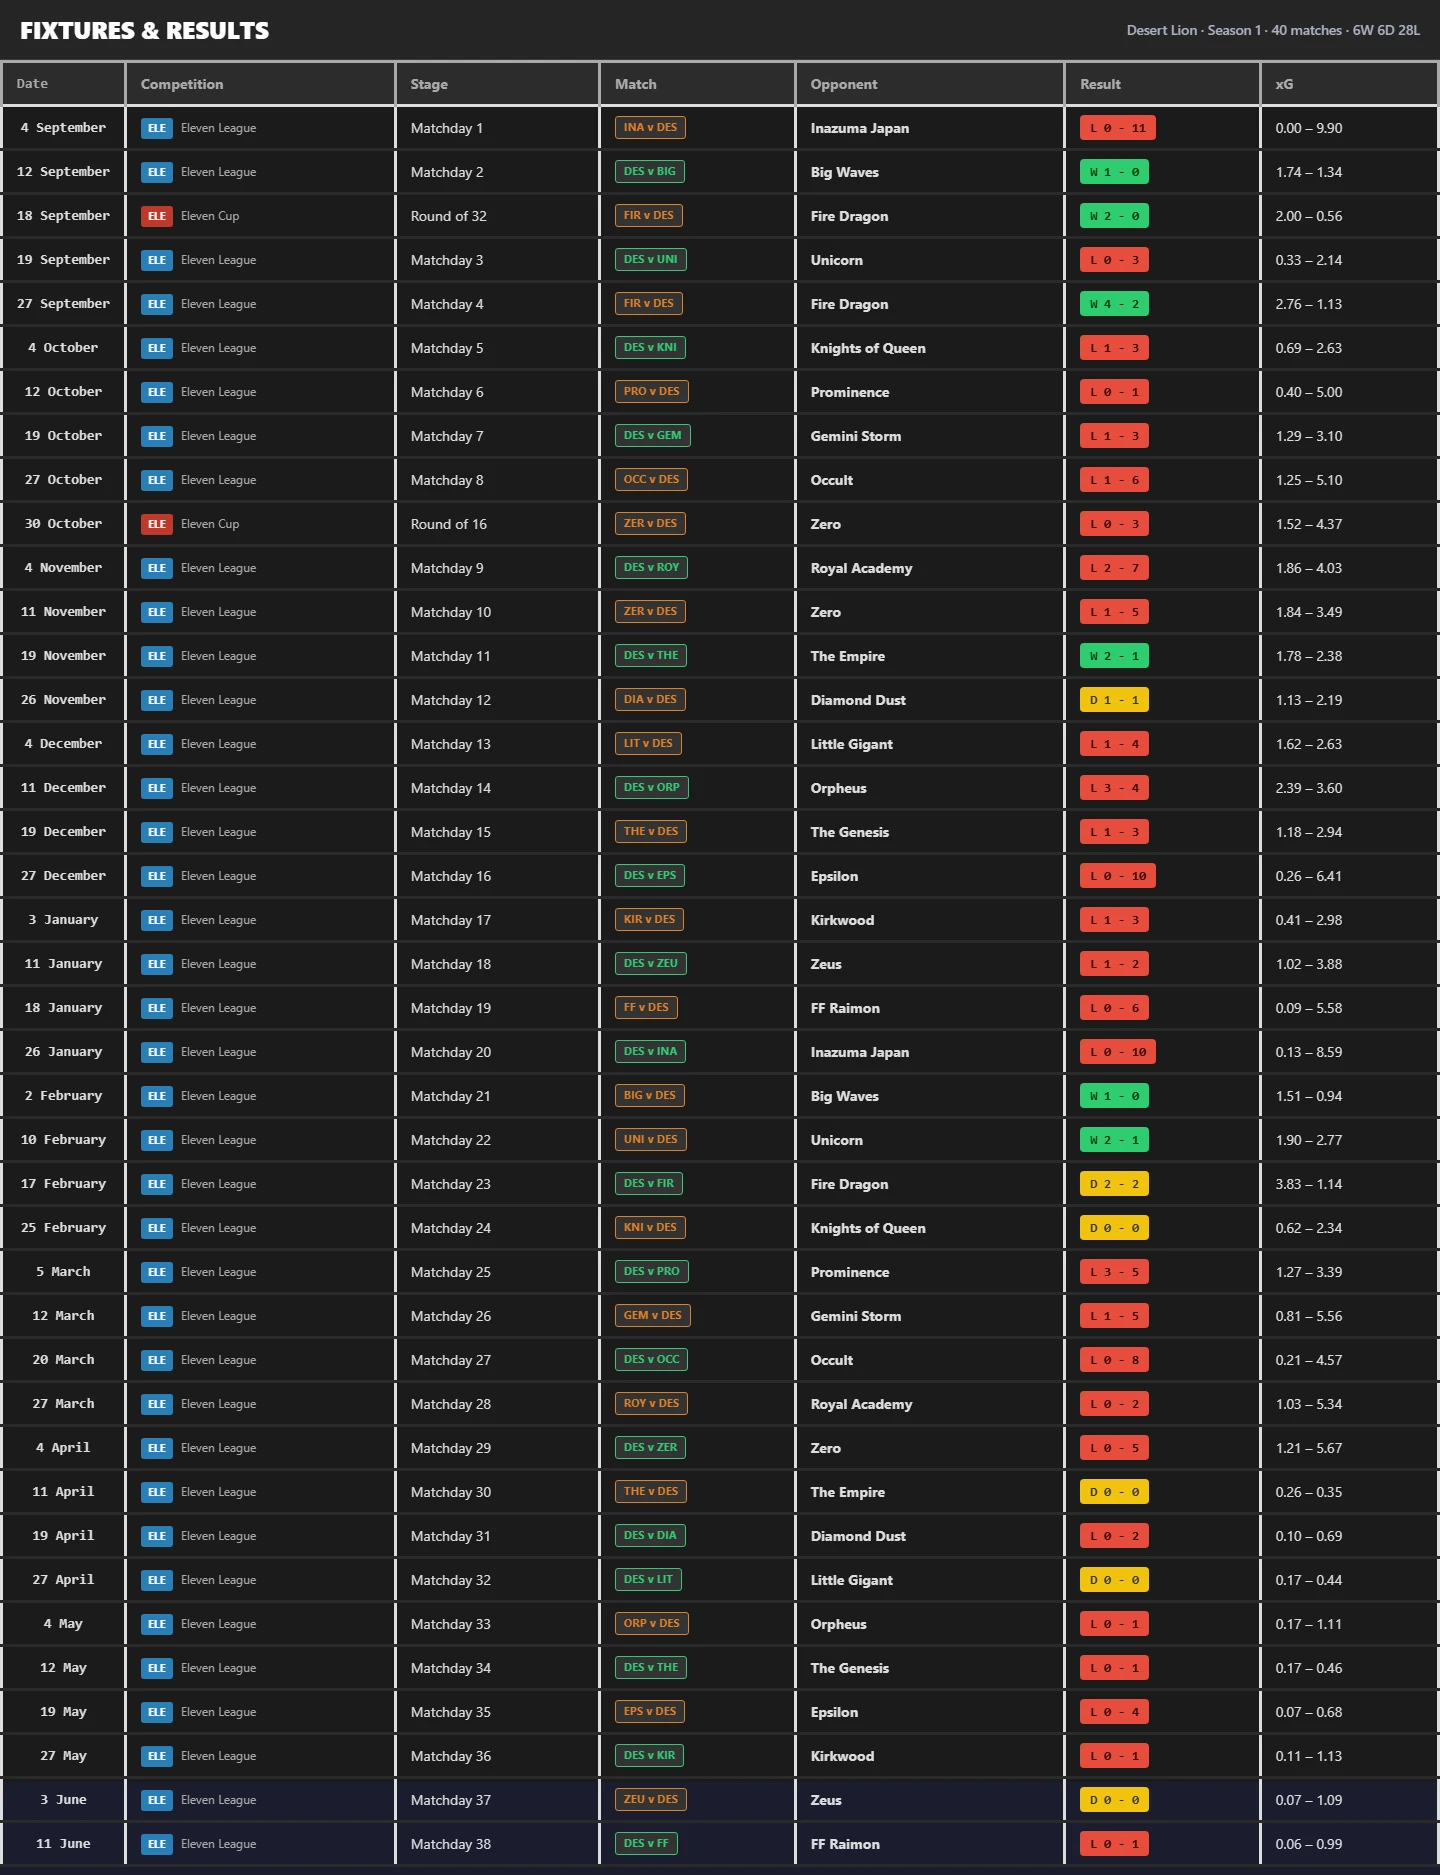 FIXTURES & RESULTS
Desert Lion · Season 1 · 40 matches · 6W 6D 28L
Date Competition Stage Match Opponent Result xG
4 September ELE Eleven League Matchday 1 INA v DES Inazuma Japan L 0 - 11 0.00 – 9.90
12 September ELE Eleven League Matchday 2 DES v BIG Big Waves W 1 - 0 1.74 – 1.34
18 September ELE Eleven Cup Round of 32 FIR v DES Fire Dragon W 2 - 0 2.00 – 0.56
19 September ELE Eleven League Matchday 3 DES v UNI Unicorn L 0 - 3 0.33 – 2.14
27 September ELE Eleven League Matchday 4 FIR v DES Fire Dragon W 4 - 2 2.76 – 1.13
4 October ELE Eleven League Matchday 5 DES v KNI Knights of Queen L 1 - 3 0.69 – 2.63
12 October ELE Eleven League Matchday 6 PRO v DES Prominence L 0 - 1 0.40 – 5.00
19 October ELE Eleven League Matchday 7 DES v GEM Gemini Storm L 1 - 3 1.29 – 3.10
27 October ELE Eleven League Matchday 8 OCC v DES Occult L 1 - 6 1.25 – 5.10
30 October ELE Eleven Cup Round of 16 ZER v DES Zero L 0 - 3 1.52 – 4.37
4 November ELE Eleven League Matchday 9 DES v ROY Royal Academy L 2 - 7 1.86 – 4.03
11 November ELE Eleven League Matchday 10 ZER v DES Zero L 1 - 5 1.84 – 3.49
19 November ELE Eleven League Matchday 11 DES v THE The Empire W 2 - 1 1.78 – 2.38
26 November ELE Eleven League Matchday 12 DIA v DES Diamond Dust D 1 - 1 1.13 – 2.19
4 December ELE Eleven League Matchday 13 LIT v DES Little Gigant L 1 - 4 1.62 – 2.63
11 December ELE Eleven League Matchday 14 DES v ORP Orpheus L 3 - 4 2.39 – 3.60
19 December ELE Eleven League Matchday 15 THE v DES The Genesis L 1 - 3 1.18 – 2.94
27 December ELE Eleven League Matchday 16 DES v EPS Epsilon L 0 - 10 0.26 – 6.41
3 January ELE Eleven League Matchday 17 KIR v DES Kirkwood L 1 - 3 0.41 – 2.98
11 January ELE Eleven League Matchday 18 DES v ZEU Zeus L 1 - 2 1.02 – 3.88
18 January ELE Eleven League Matchday 19 FF v DES FF Raimon L 0 - 6 0.09 – 5.58
26 January ELE Eleven League Matchday 20 DES v INA Inazuma Japan L 0 - 10 0.13 – 8.59
2 February ELE Eleven League Matchday 21 BIG v DES Big Waves W 1 - 0 1.51 – 0.94
10 February ELE Eleven League Matchday 22 UNI v DES Unicorn W 2 - 1 1.90 – 2.77
17 February ELE Eleven League Matchday 23 DES v FIR Fire Dragon D 2 - 2 3.83 – 1.14
25 February ELE Eleven League Matchday 24 KNI v DES Knights of Queen D 0 - 0 0.62 – 2.34
5 March ELE Eleven League Matchday 25 DES v PRO Prominence L 3 - 5 1.27 – 3.39
12 March ELE Eleven League Matchday 26 GEM v DES Gemini Storm L 1 - 5 0.81 – 5.56
20 March ELE Eleven League Matchday 27 DES v OCC Occult L 0 - 8 0.21 – 4.57
27 March ELE Eleven League Matchday 28 ROY v DES Royal Academy L 0 - 2 1.03 – 5.34
4 April ELE Eleven League Matchday 29 DES v ZER Zero L 0 - 5 1.21 – 5.67
11 April ELE Eleven League Matchday 30 THE v DES The Empire D 0 - 0 0.26 – 0.35
19 April ELE Eleven League Matchday 31 DES v DIA Diamond Dust L 0 - 2 0.10 – 0.69
27 April ELE Eleven League Matchday 32 DES v LIT Little Gigant D 0 - 0 0.17 – 0.44
4 May ELE Eleven League Matchday 33 ORP v DES Orpheus L 0 - 1 0.17 – 1.11
12 May ELE Eleven League Matchday 34 DES v THE The Genesis L 0 - 1 0.17 – 0.46
19 May ELE Eleven League Matchday 35 EPS v DES Epsilon L 0 - 4 0.07 – 0.68
27 May ELE Eleven League Matchday 36 DES v KIR Kirkwood L 0 - 1 0.11 – 1.13
3 June ELE Eleven League Matchday 37 ZEU v DES Zeus D 0 - 0 0.07 – 1.09
11 June ELE Eleven League Matchday 38 DES v FF FF Raimon L 0 - 1 0.06 – 0.99